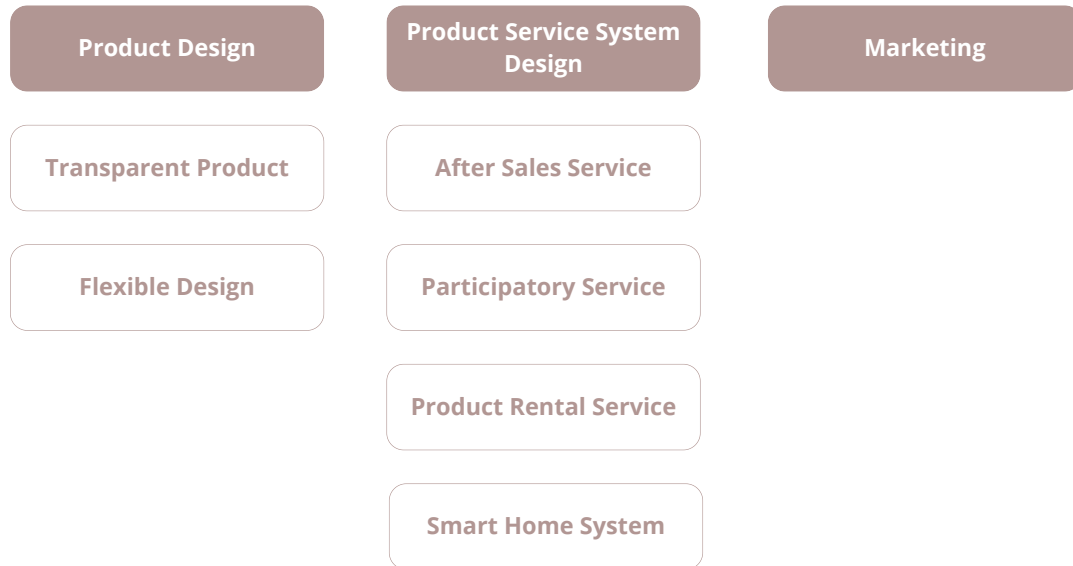 Product Design
Product Service System
Design
Marketing
Transparent Product
After Sales Service
Flexible Design
Participatory Service
Product Rental Service
Smart Home System